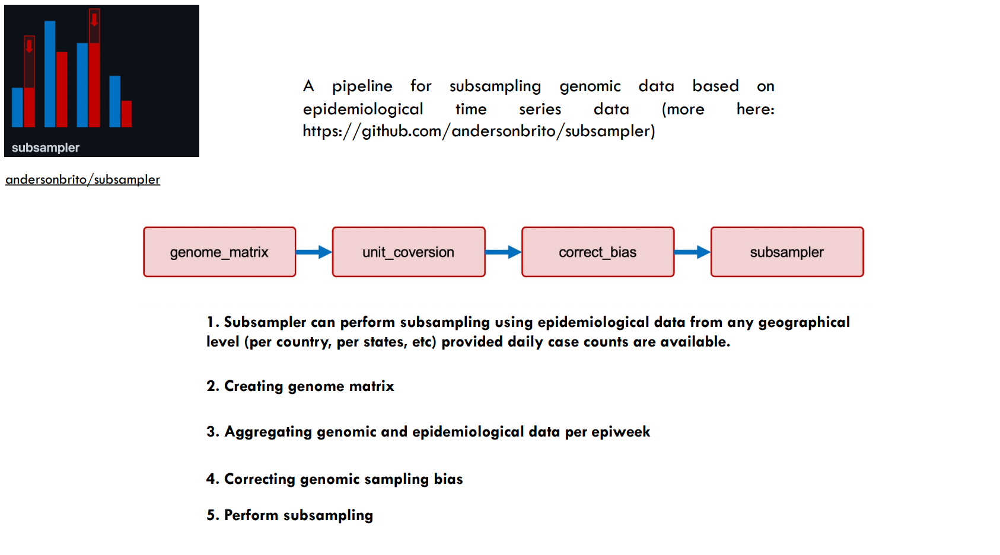 subsampler
andersonbrito/subsampler
A pipeline for subsampling genomic data based on
epidemiological time series data (more here:
https://github.com/andersonbrito/subsampler)
genome_matrix
unit_coversion
correct_bias
subsampler
1. Subsampler can perform subsampling using epidemiological data from any geographical
level (per country, per states, etc) provided daily case counts are available.
2. Creating genome matrix
3. Aggregating genomic and epidemiological data per epiweek
4. Correcting genomic sampling bias
5. Perform subsampling